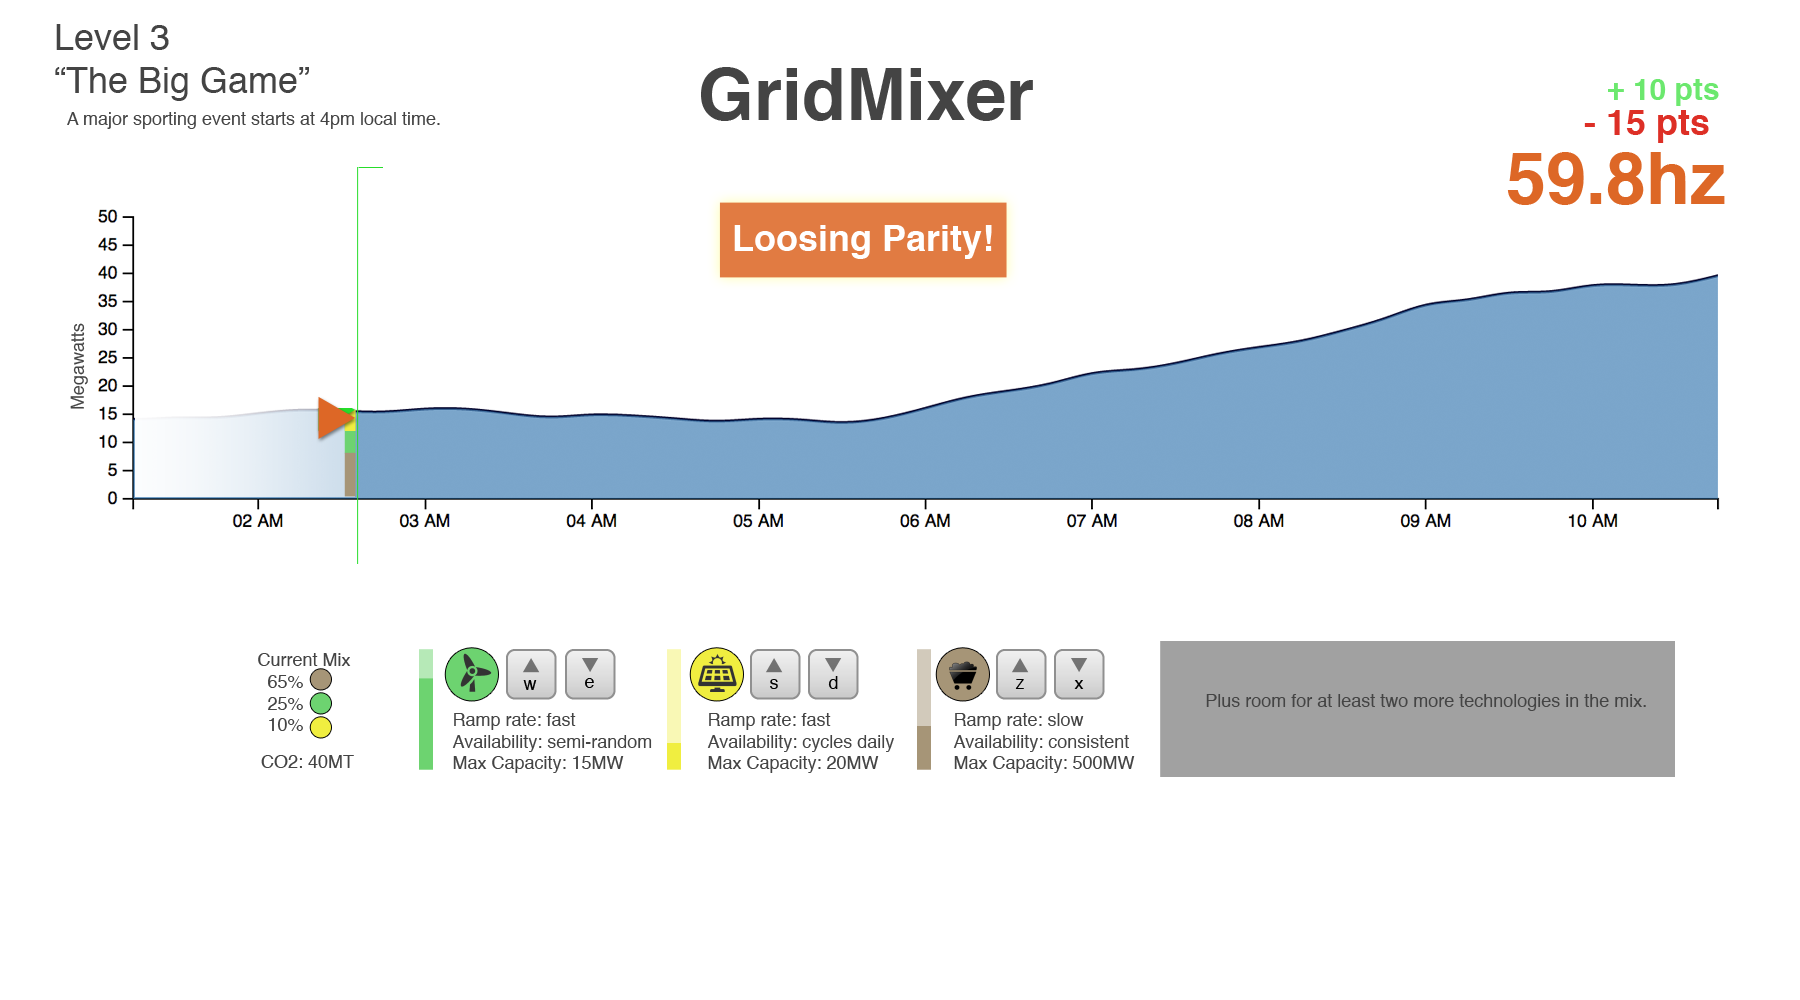 Level 3
“The Big Game”
A major sporting event starts at 4pm local time.
GridMixer
+ 10 pts
- 15 pts
59.8hz
Loosing Parity!
Megawatts
50
45
40
35
30
25
20
15
10
5
0
02 AM 03 AM 04 AM 05 AM 06 AM 07 AM 08 AM 09 AM 10 AM
Current Mix
65%
25%
10%
CO2: 40MT
w e
Ramp rate: fast
Availability: semi-random
Max Capacity: 15MW
s d
Ramp rate: fast
Availability: cycles daily
Max Capacity: 20MW
z x
Ramp rate: slow
Availability: consistent
Max Capacity: 500MW
Plus room for at least two more technologies in the mix.